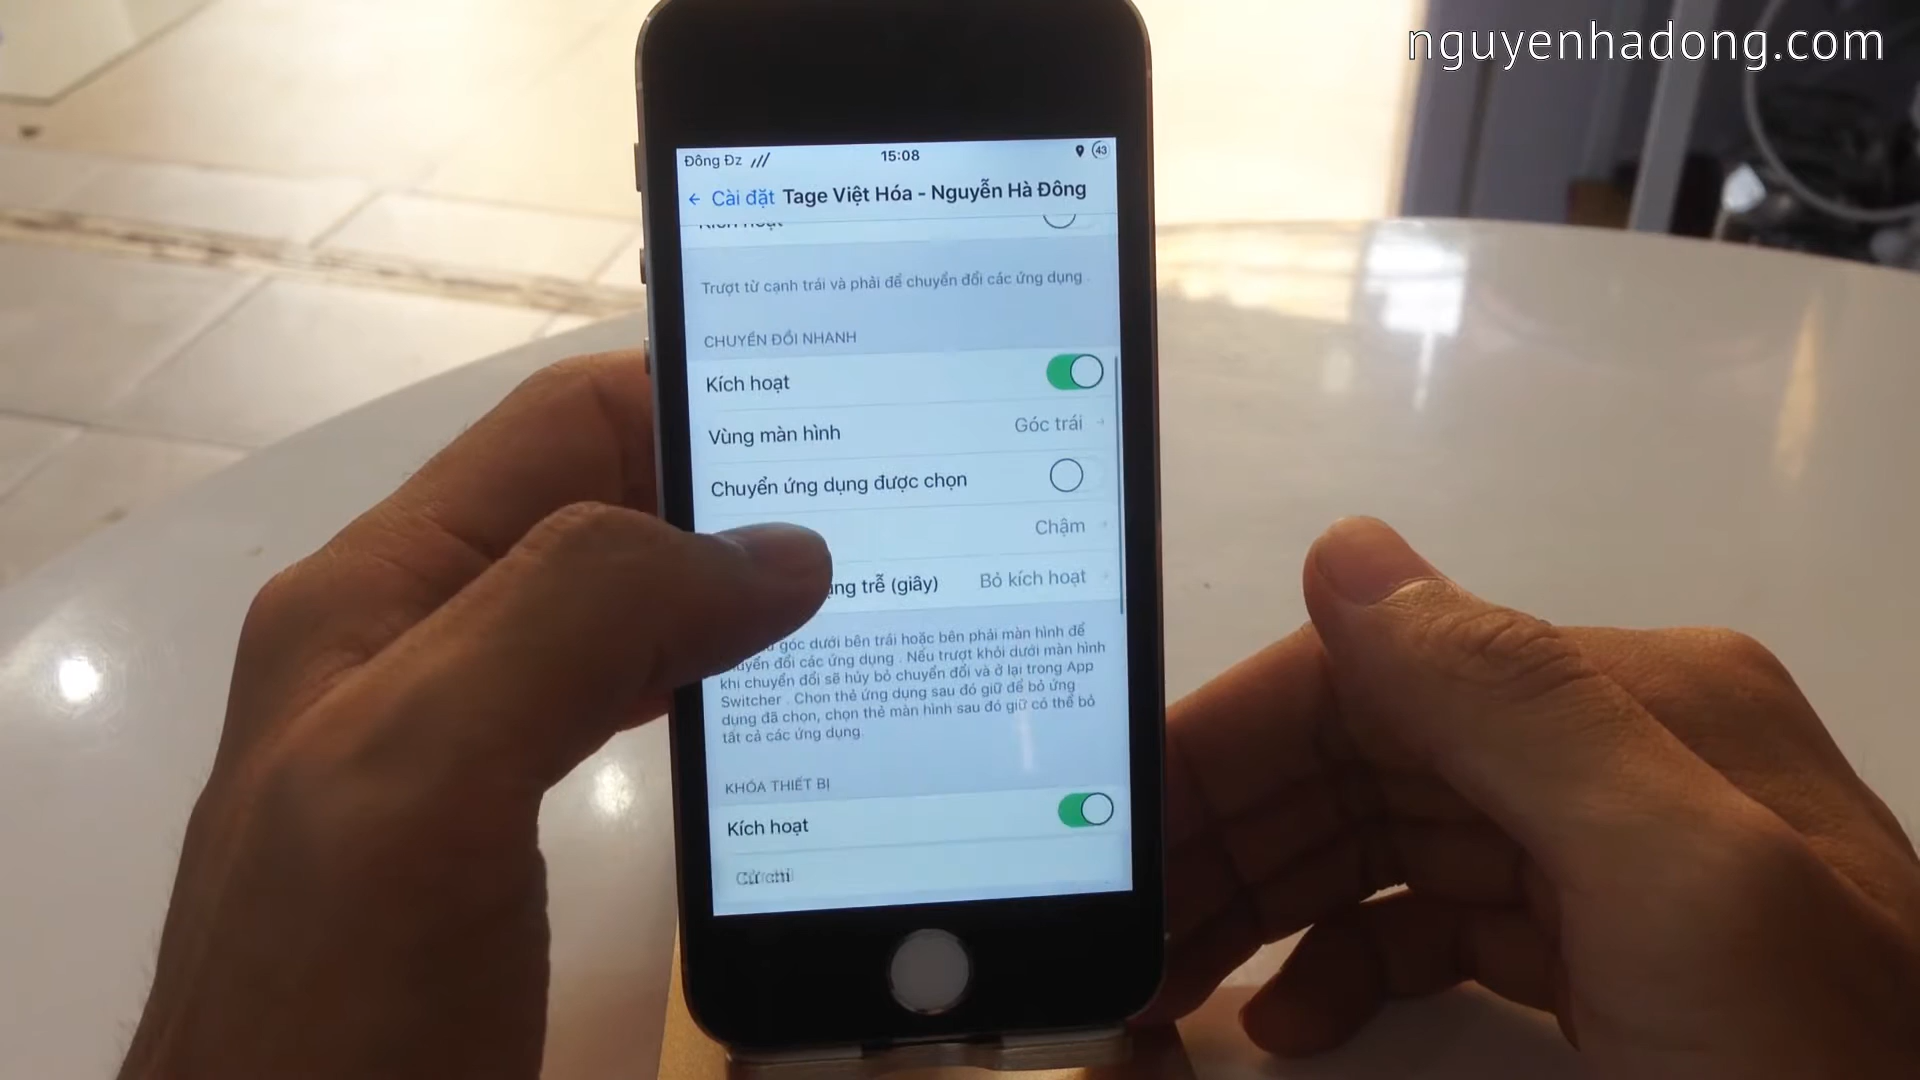 nguyenhadong.com
Đông Đz
15:08
43
Cài đặt Tage Việt Hóa - Nguyễn Hà Đông
Kích hoạt
Trượt từ cạnh trái và phải để chuyển đổi các ứng dụng
CHUYỂN ĐỔI NHANH
Kích hoạt
Vùng màn hình Góc trái
Chuyển ứng dụng được chọn
Chậm
trễ (giây) Bỏ kích hoạt
góc dưới bên trái hoặc bên phải màn hình để
đổi các ứng dụng . Nếu trượt khỏi dưới màn hình
khi chuyển đổi sẽ hủy bỏ chuyển đổi và ở lại trong App
Switcher . Chọn thẻ ứng dụng sau đó giữ để bỏ ứng
dụng đã chọn, chọn thẻ màn hình sau đó giữ có thể bỏ
tất cả các ứng dụng.
KHÓA THIẾT BỊ
Kích hoạt
Cử chỉ